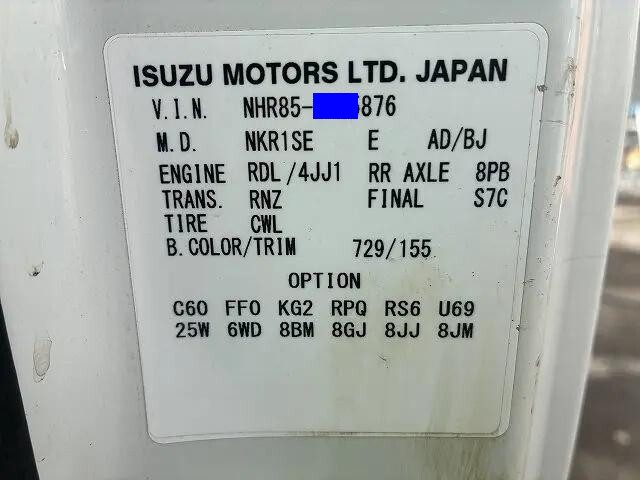 ISUZU MOTORS LTD. JAPAN
V.I.N. NHR85- 876
M.D. NKR1SE E AD/BJ
ENGINE RDL/4JJ1 RR AXLE 8PB
TRANS. RNZ FINAL S7C
TIRE CWL
B.COLOR/TRIM 729/155
OPTION
C60 FF0 KG2 RPQ RS6 U69
25W 6WD 8BM 8GJ 8JJ 8JM